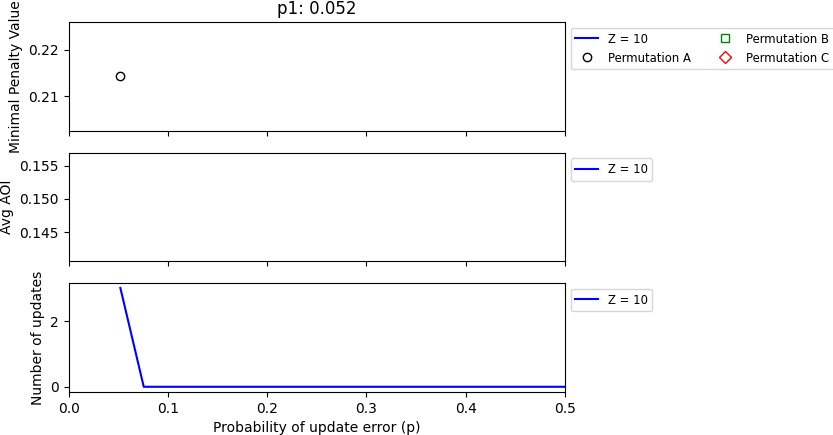 p1: 0.052
Minimal Penalty Value
0.22
0.21
Z = 10
Permutation A
Permutation B
Permutation C
Avg AOI
0.155
0.150
0.145
Z = 10
Number of updates
2
0
Z = 10
0.0 0.1 0.2 0.3 0.4 0.5
Probability of update error (p)